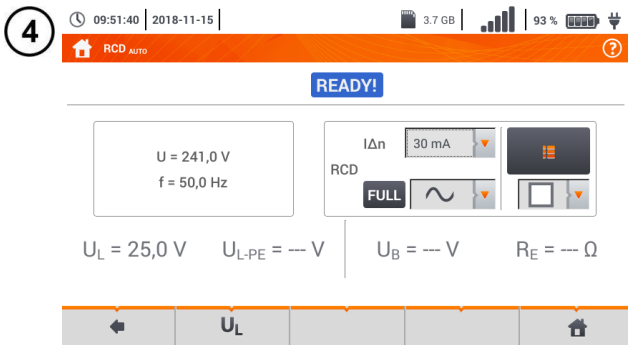 4
09:51:40 2018-11-15 3.7 GB 93 %
RCD AUTO ?
READY!
U = 241,0 V
f = 50,0 Hz
IΔn 30 mA
RCD
FULL
UL = 25,0 V UL-PE = --- V UB = --- V RE = --- Ω
UL